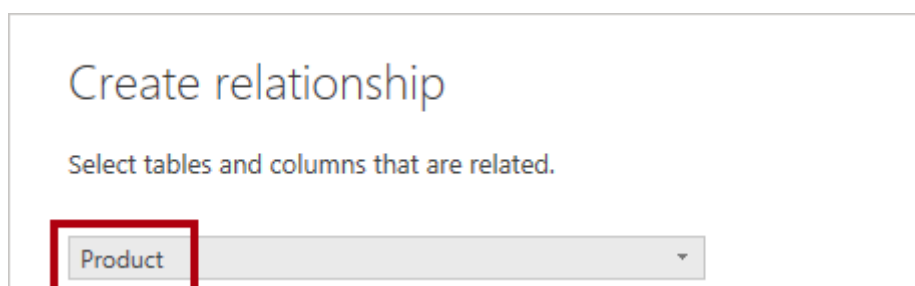 Create relationship
Select tables and columns that are related.
Product